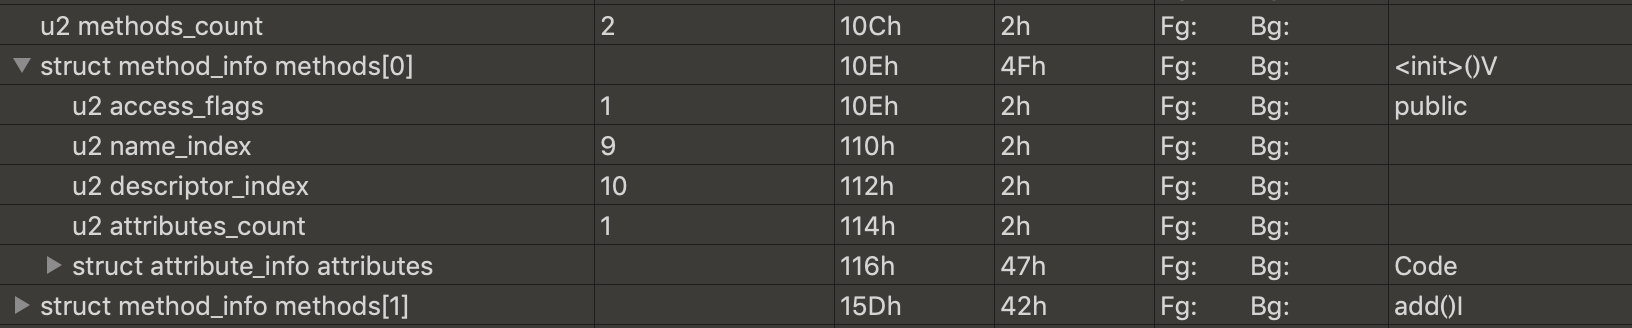 u2 methods_count 2 10Ch 2h Fg: Bg:
struct method_info methods[0] 10Eh 4Fh Fg: Bg: <init>()V
u2 access_flags 1 10Eh 2h Fg: Bg: public
u2 name_index 9 110h 2h Fg: Bg:
u2 descriptor_index 10 112h 2h Fg: Bg:
u2 attributes_count 1 114h 2h Fg: Bg:
struct attribute_info attributes 116h 47h Fg: Bg: Code
struct method_info methods[1] 15Dh 42h Fg: Bg: add()I